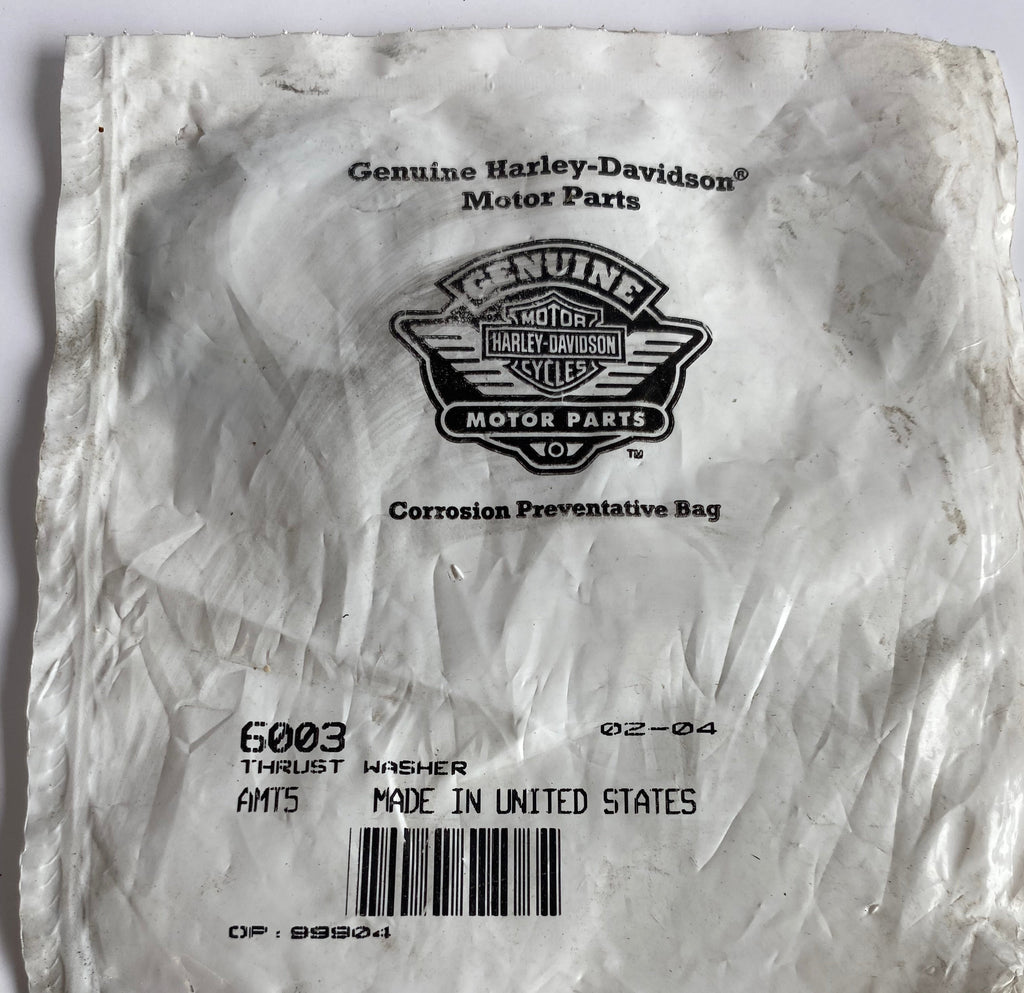 Genuine Harley-Davidson®
Motor Parts
GENUINE
MOTOR
HARLEY-DAVIDSON
CYCLES
MOTOR PARTS
TM
Corrosion Preventative Bag
6003 02-04
THRUST WASHER
AMT5 MADE IN UNITED STATES
OP:99904